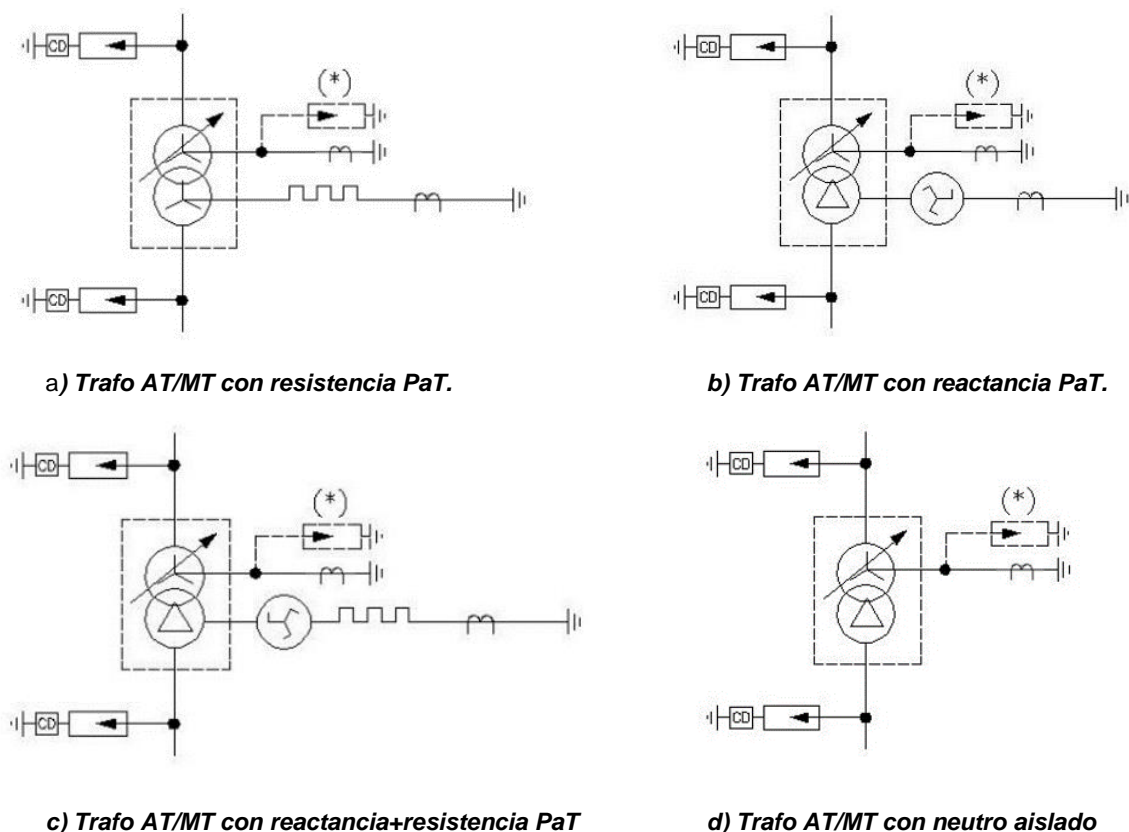 CD
(*)
CD
a) Trafo AT/MT con resistencia PaT.
CD
(*)
CD
b) Trafo AT/MT con reactancia PaT.
CD
(*)
CD
c) Trafo AT/MT con reactancia+resistencia PaT
CD
(*)
CD
d) Trafo AT/MT con neutro aislado